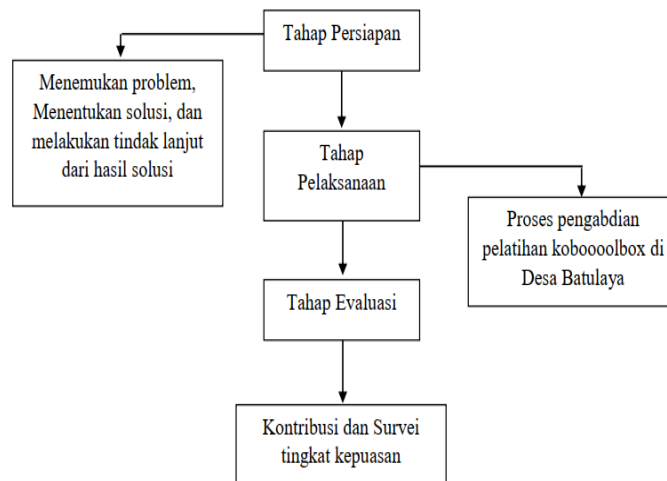 Tahap Persiapan
Menemukan problem,
Menentukan solusi, dan
melakukan tindak lanjut
dari hasil solusi
Tahap
Pelaksanaan
Proses pengabdian
pelatihan koboooolbox di
Desa Batulaya
Tahap Evaluasi
Kontribusi dan Survei
tingkat kepuasan